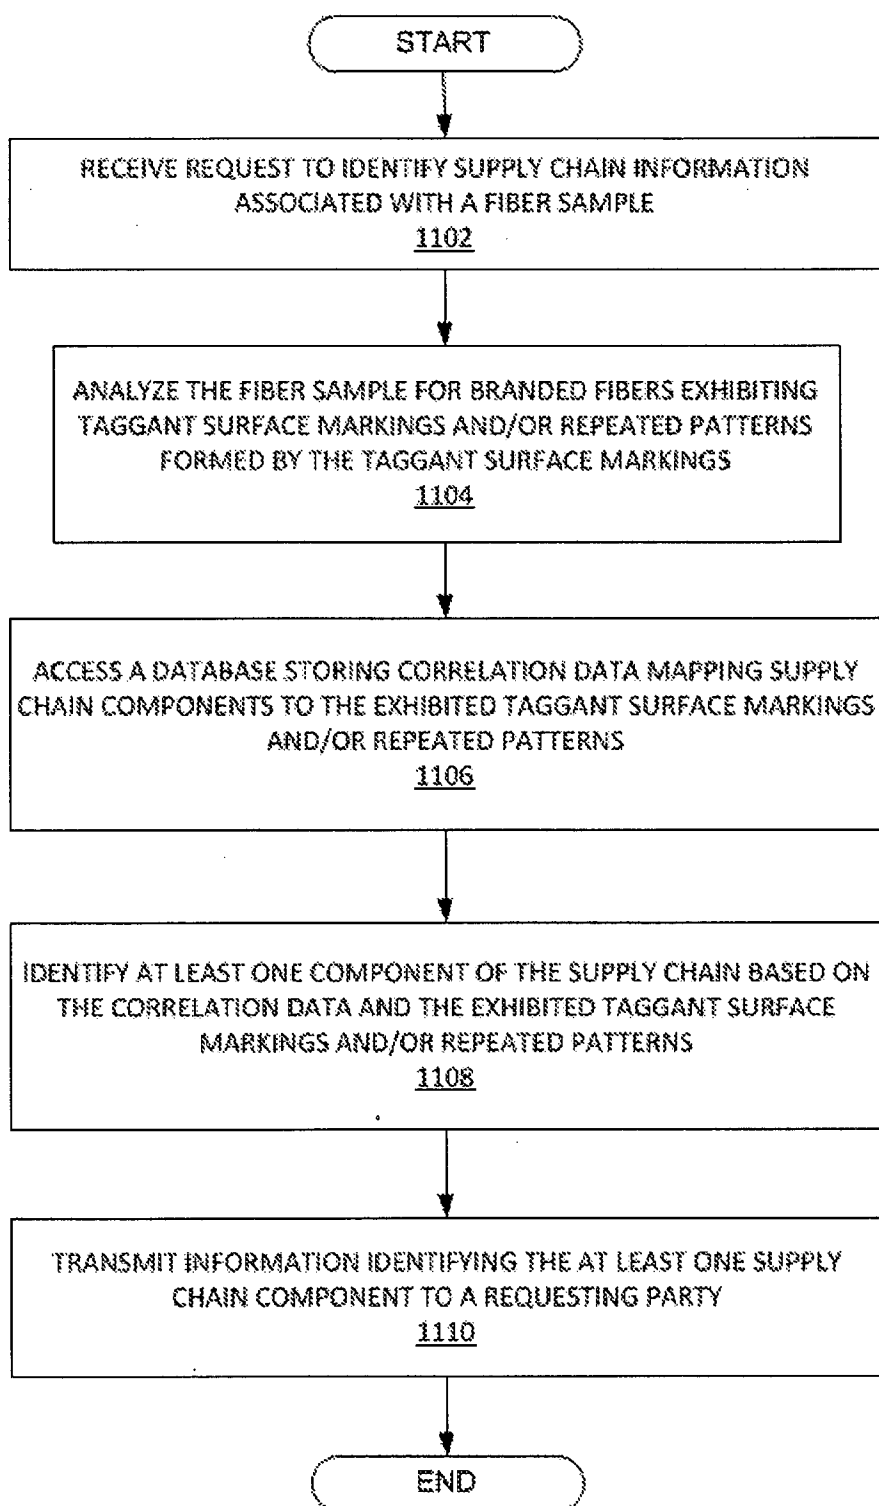 START
RECEIVE REQUEST TO IDENTIFY SUPPLY CHAIN INFORMATION
ASSOCIATED WITH A FIBER SAMPLE
1102
ANALYZE THE FIBER SAMPLE FOR BRANDED FIBERS EXHIBITING
TAGGANT SURFACE MARKINGS AND/OR REPEATED PATTERNS
FORMED BY THE TAGGANT SURFACE MARKINGS
1104
ACCESS A DATABASE STORING CORRELATION DATA MAPPING SUPPLY
CHAIN COMPONENTS TO THE EXHIBITED TAGGANT SURFACE MARKINGS
AND/OR REPEATED PATTERNS
1106
IDENTIFY AT LEAST ONE COMPONENT OF THE SUPPLY CHAIN BASED ON
THE CORRELATION DATA AND THE EXHIBITED TAGGANT SURFACE
MARKINGS AND/OR REPEATED PATTERNS
1108
TRANSMIT INFORMATION IDENTIFYING THE AT LEAST ONE SUPPLY
CHAIN COMPONENT TO A REQUESTING PARTY
1110
END